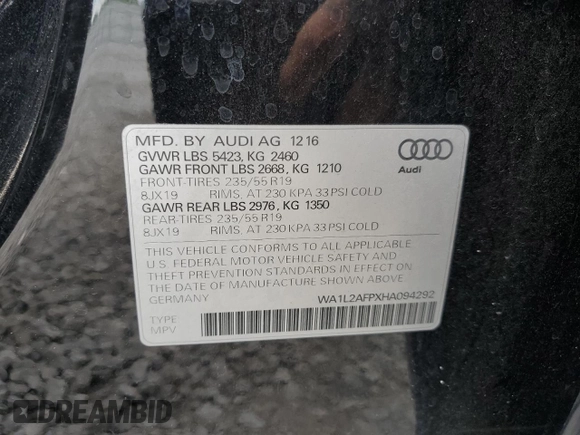 MFD. BY AUDI AG 12 16
GVWR LBS 5423, KG 2460
GAWR FRONT LBS 2668, KG 1210
FRONT-TIRES 235/55 R19
8JX19 RIMS, AT 230 KPA 33 PSI COLD
GAWR REAR LBS 2976, KG 1350
REAR-TIRES 235/55 R19
8JX19 RIMS, AT 230 KPA 33 PSI COLD
THIS VEHICLE CONFORMS TO ALL APPLICABLE
U.S. FEDERAL MOTOR VEHICLE SAFETY AND
THEFT PREVENTION STANDARDS IN EFFECT ON
THE DATE OF MANUFACTURE SHOWN ABOVE.
GERMANY
WA1L2AFPXHA094292
TYPE:
MPV
Audi
DREAMBID